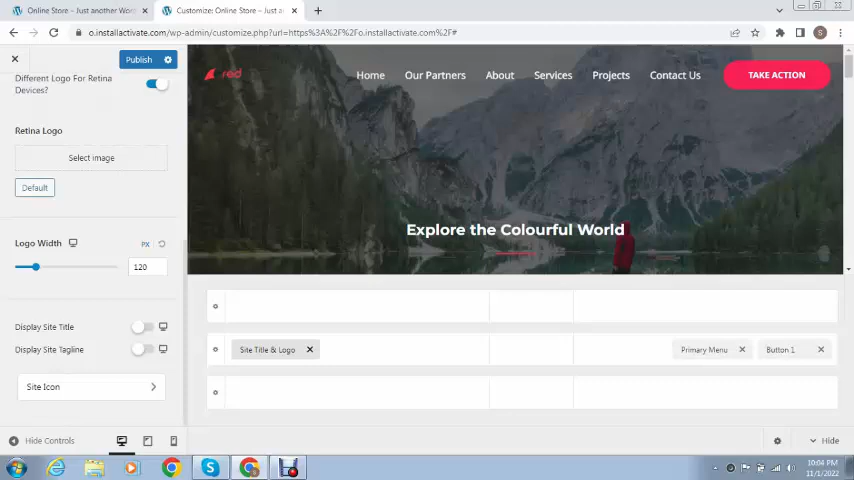 Online Store – Just another Wor
Customize: Online Store – Just an
o.installactivate.com/wp-admin/customize.php?url=https%3A%2F%2Fo.installactivate.com%2F#
S
Publish
Different Logo For Retina
Devices?
Retina Logo
Select image
Default
Logo Width
PX
120
Display Site Title
Display Site Tagline
Site Icon
Hide Controls
red
Home
Our Partners
About
Services
Projects
Contact Us
TAKE ACTION
Explore the Colourful World
Site Title & Logo
Primary Menu
Button 1
Hide
10:04 PM
11/1/2022